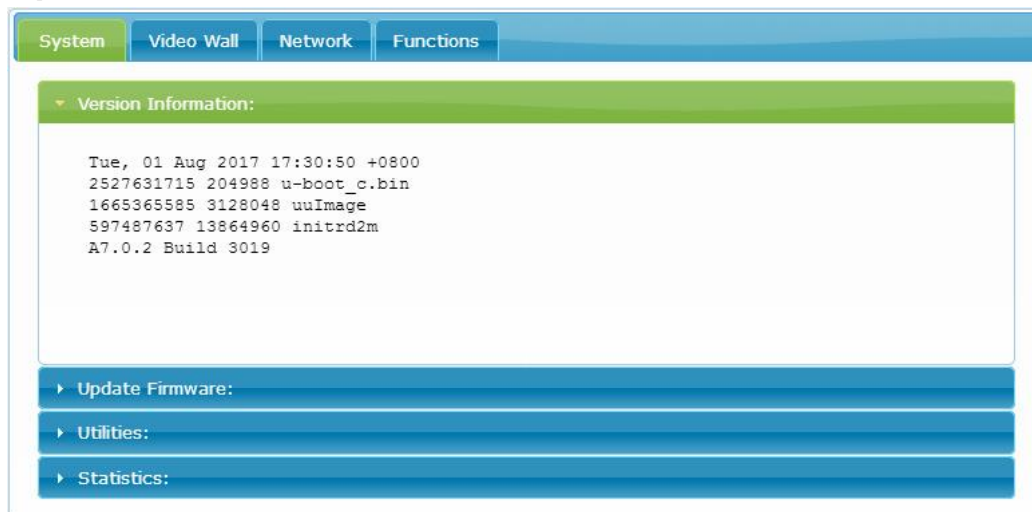 System Video Wall Network Functions
Version Information:
Tue, 01 Aug 2017 17:30:50 +0800
2527631715 204988 u-boot_c.bin
1665365585 3128048 uuImage
597487637 13864960 initrd2m
A7.0.2 Build 3019
Update Firmware:
Utilities:
Statistics: